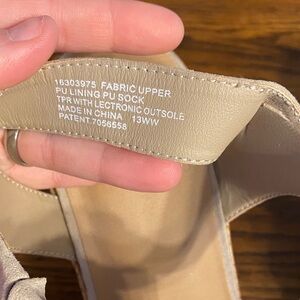 16303975 FABRIC UPPER
PU LINING PU SOCK
TPR WITH LECTRONIC OUTSOLE
MADE IN CHINA 13WW
PATENT 7056558